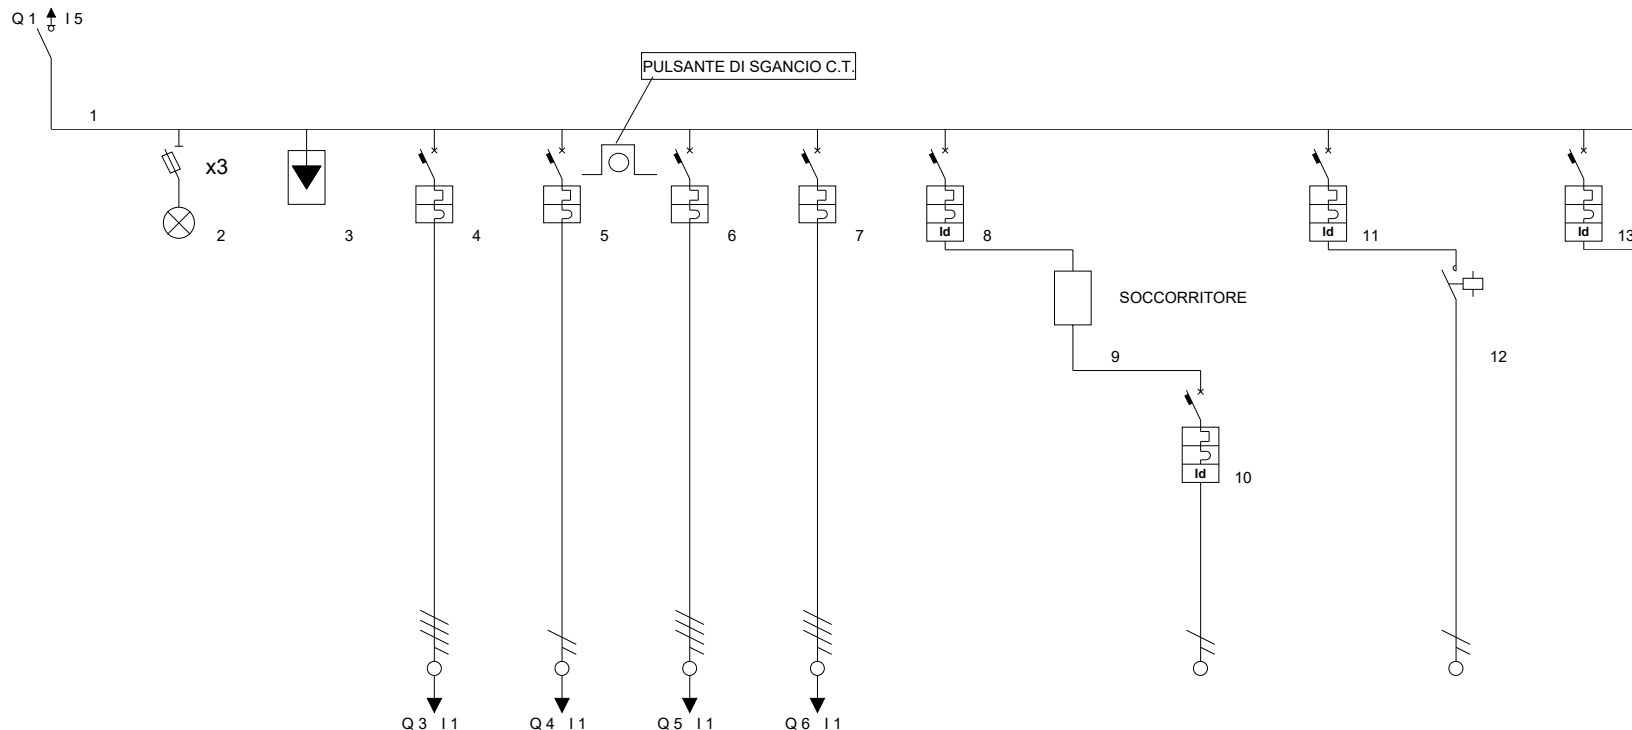 Q 1 I 5
PULSANTE DI SGANCIO C.T.
1
x3
2
3
4
5
6
7
Id
8
Id
11
Id
13
SOCCORRITORE
9
12
Id
10
Q 3 I 1
Q 4 I 1
Q 5 I 1
Q 6 I 1